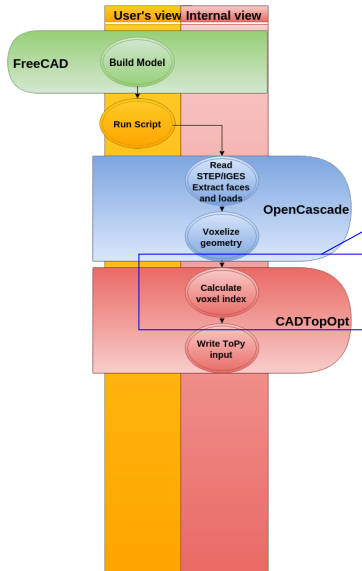 User's view Internal view
FreeCAD
Build Model
Run Script
Read
STEP/IGES
Extract faces
and loads
OpenCascade
Voxelize
geometry
Calculate
voxel index
CADTopOpt
Write ToPy
input